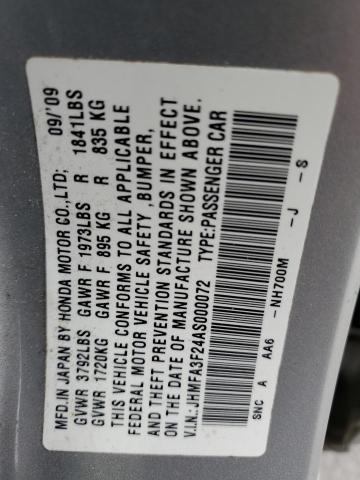 MFD.IN JAPAN BY HONDA MOTOR CO.,LTD; 09/'09
GVWR 3792LBS GAWR F 1973LBS R 1841LBS
GVWR 1720KG GAWR F 895 KG R 835 KG
THIS VEHICLE CONFORMS TO ALL APPLICABLE
FEDERAL MOTOR VEHICLE SAFETY ,BUMPER,
AND THEFT PREVENTION STANDARDS IN EFFECT
ON THE DATE OF MANUFACTURE SHOWN ABOVE.
V.I.N.:JHMFA3F24AS000072 TYPE:PASSENGER CAR
SNC A AA6 -NH700M -J -S